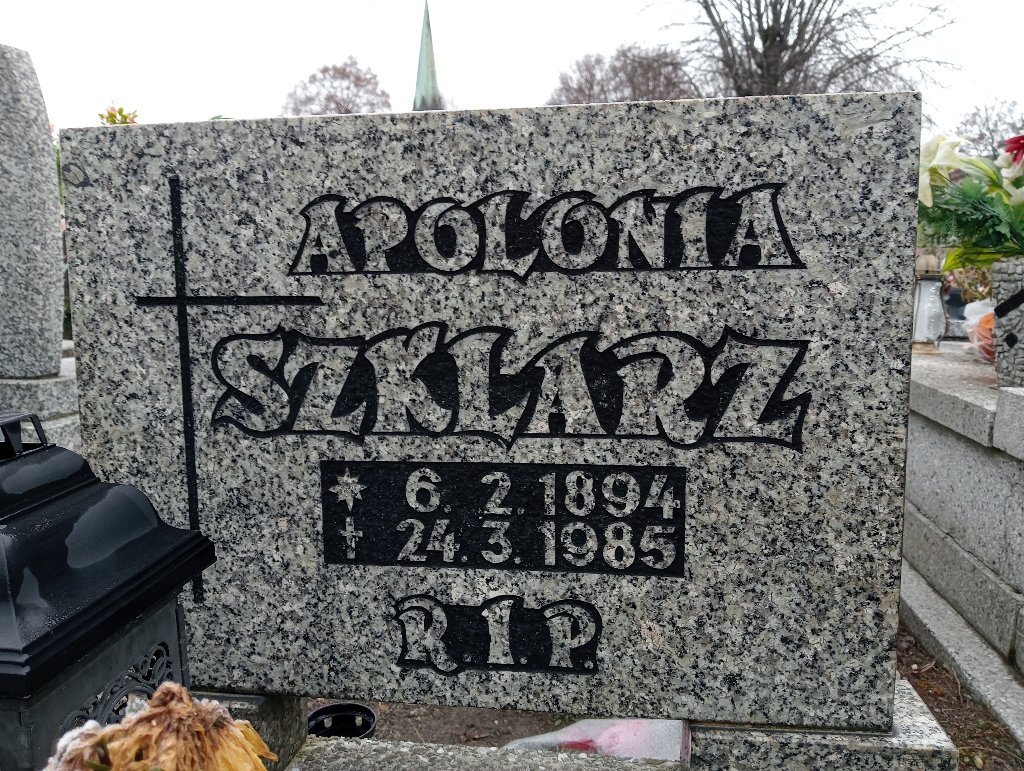 APOLONIA
SZKLARZ
* 6. 2. 1894
† 24. 3. 1985
R.I.P.